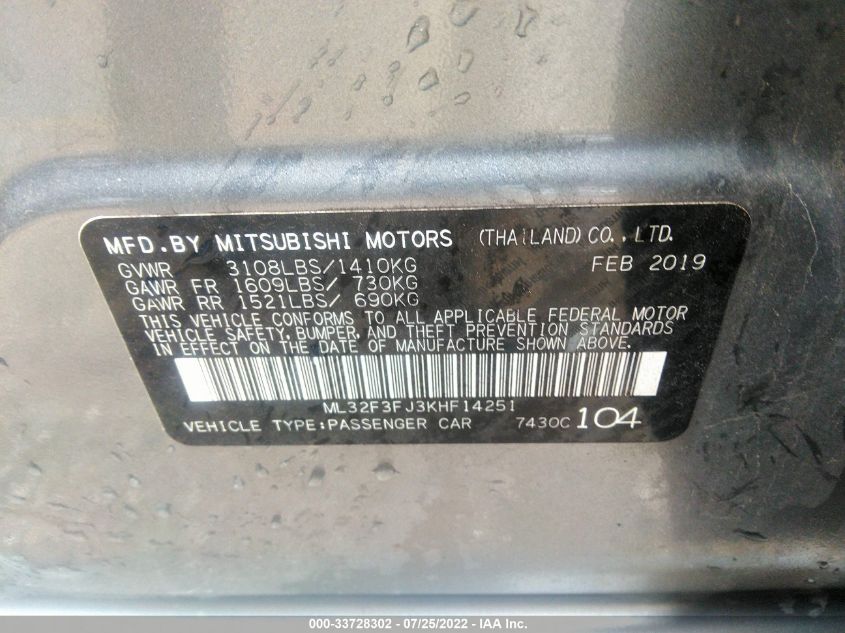 MFD.BY MITSUBISHI MOTORS (THAILAND) CO., LTD.
GVWR 3108LBS/1410KG FEB 2019
GAWR FR 1609LBS/ 730KG
GAWR RR 1521LBS/ 690KG
THIS VEHICLE CONFORMS TO ALL APPLICABLE FEDERAL MOTOR
VEHICLE SAFETY, BUMPER, AND THEFT PREVENTION STANDARDS
IN EFFECT ON THE DATE OF MANUFACTURE SHOWN ABOVE.
ML32F3FJ3KHF14251
VEHICLE TYPE:PASSENGER CAR 7430C 104
000-33728302 - 07/25/2022 - IAA Inc.